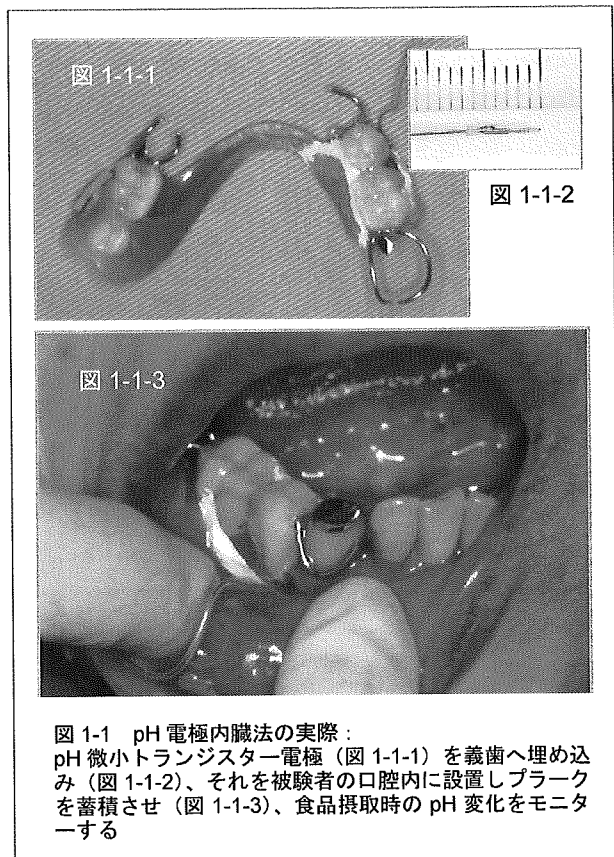 図 1-1-1
図 1-1-2
図 1-1-3
図 1-1 pH 電極内臓法の実際：
pH 微小トランジスター電極（図 1-1-1）を義歯へ埋め込
み（図 1-1-2）、それを被験者の口腔内に設置しプラーク
を蓄積させ（図 1-1-3）、食品摂取時の pH 変化をモニタ
ーする